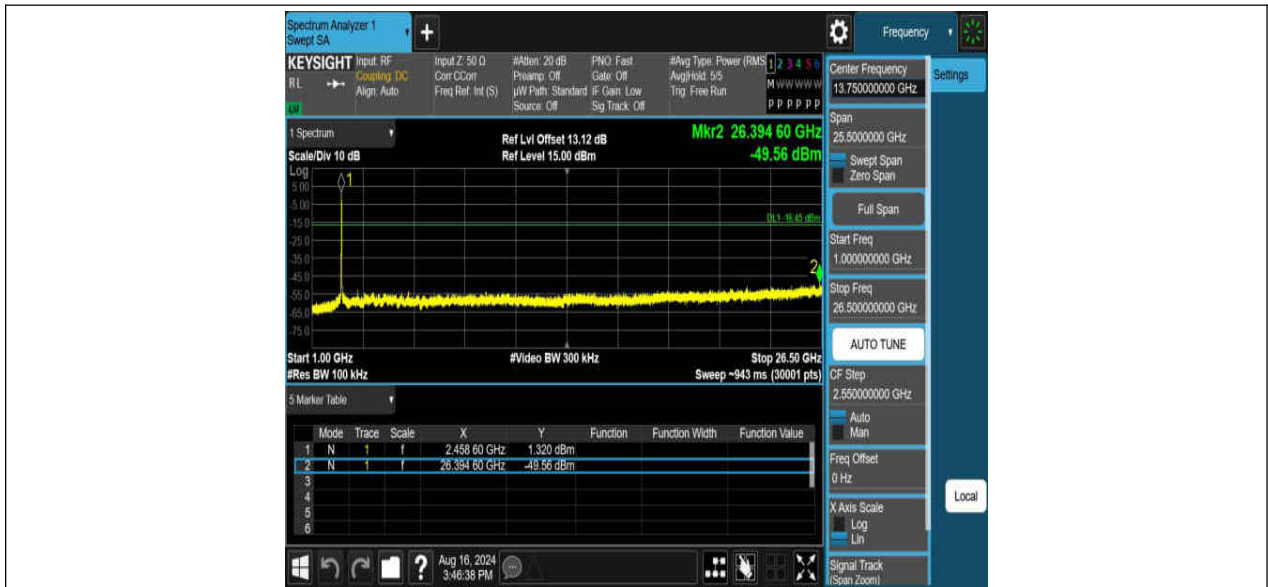 Spectrum Analyzer 1
Swept SA
+
Frequency
KEYSIGHT
RL
Input: RF
Coupling: DC
Align: Auto
Input Z: 50 Ω
Corr CCorr
Freq Ref: Int (S)
#Atten: 20 dB
Preamp: Off
µW Path: Standard
Source: Off
PNO: Fast
Gate: Off
IF Gain: Low
Sig Track: Off
#Avg Type: Power (RMS
Avg|Hold: 5/5
Trig: Free Run
1 2 3 4 5 6
M W W W W W
P P P P P P
1 Spectrum
Scale/Div 10 dB
Ref Lvl Offset 13.12 dB
Ref Level 15.00 dBm
Mkr2 26.394 60 GHz
-49.56 dBm
Log
5.00
-5.00
-15.0
-25.0
-35.0
-45.0
-55.0
-65.0
-75.0
1
DL1 -16.45 dBm
2
Start 1.00 GHz
#Res BW 100 kHz
#Video BW 300 kHz
Stop 26.50 GHz
Sweep ~943 ms (30001 pts)
5 Marker Table
Mode Trace Scale X Y Function Function Width Function Value
1 N 1 f 2.458 60 GHz 1.320 dBm
2 N 1 f 26.394 60 GHz -49.56 dBm
3
4
5
6
?
Aug 16, 2024
3:46:38 PM
Center Frequency
13.750000000 GHz
Span
25.5000000 GHz
Swept Span
Zero Span
Full Span
Start Freq
1.000000000 GHz
Stop Freq
26.500000000 GHz
AUTO TUNE
CF Step
2.550000000 GHz
Auto
Man
Freq Offset
0 Hz
X Axis Scale
Log
Lin
Signal Track
(Span Zoom)
Settings
Local